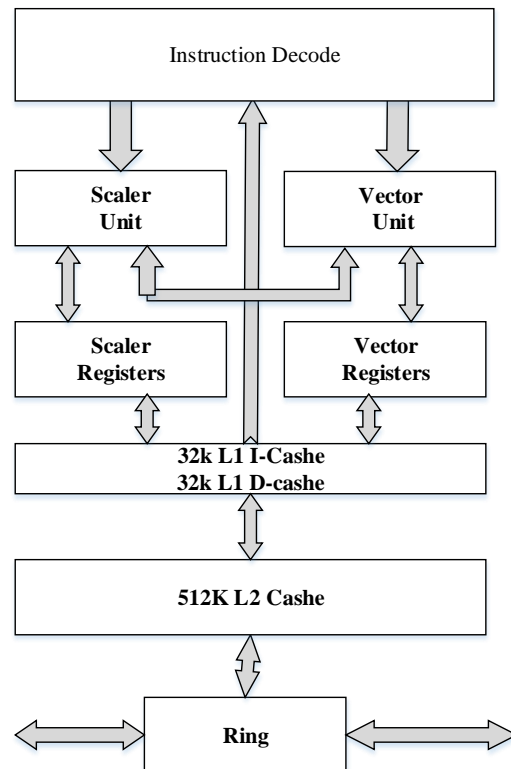 Instruction Decode
Scaler
Unit
Vector
Unit
Scaler
Registers
Vector
Registers
32k L1 I-Cashe
32k L1 D-cashe
512K L2 Cashe
Ring